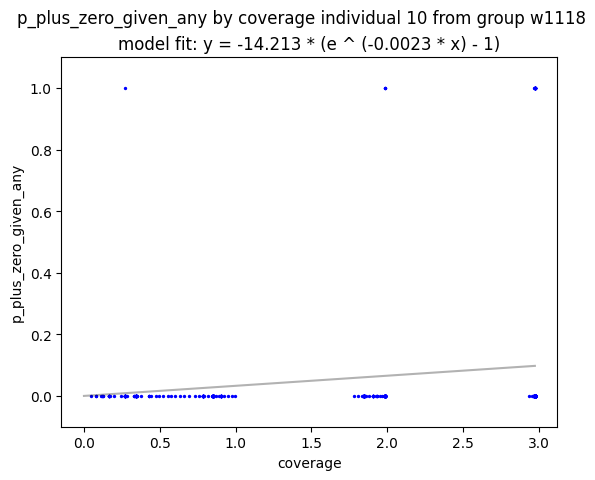 p_plus_zero_given_any by coverage individual 10 from group w1118
model fit: y = -14.213 * (e ^ (-0.0023 * x) - 1)
1.0
0.8
0.6
0.4
0.2
0.0
p_plus_zero_given_any
0.0 0.5 1.0 1.5 2.0 2.5 3.0
coverage